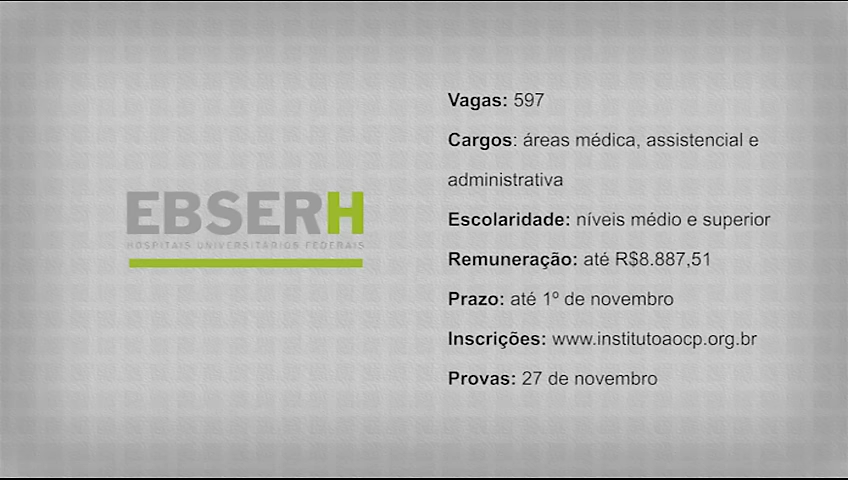 EBSERH
HOSPITAIS UNIVERSITÁRIOS FEDERAIS
Vagas: 597
Cargos: áreas médica, assistencial e
administrativa
Escolaridade: níveis médio e superior
Remuneração: até R$8.887,51
Prazo: até 1º de novembro
Inscrições: www.institutoaocp.org.br
Provas: 27 de novembro